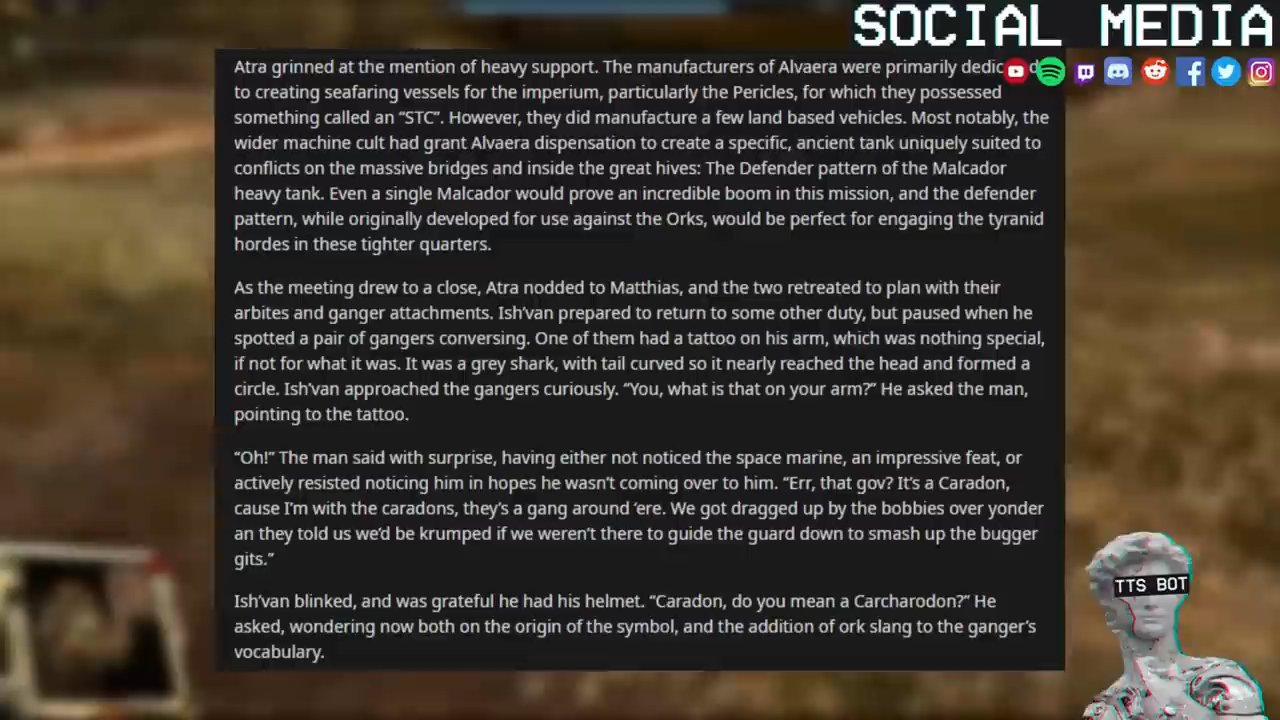 SOCIAL MEDIA
Atra grinned at the mention of heavy support. The manufacturers of Alvaera were primarily
to creating seafaring vessels for the imperium, particularly the Pericles, for which they possessed
something called an “STC”. However, they did manufacture a few land based vehicles. Most notably, the
wider machine cult had grant Alvaera dispensation to create a specific, ancient tank uniquely suited to
conflicts on the massive bridges and inside the great hives: The Defender pattern of the Malcador
heavy tank. Even a single Malcador would prove an incredible boom in this mission, and the defender
pattern, while originally developed for use against the Orks, would be perfect for engaging the tyranid
hordes in these tighter quarters.
As the meeting drew to a close, Atra nodded to Matthias, and the two retreated to plan with their
arbites and ganger attachments. Ish’van prepared to return to some other duty, but paused when he
spotted a pair of gangers conversing. One of them had a tattoo on his arm, which was nothing special,
if not for what it was. It was a grey shark, with tail curved so it nearly reached the head and formed a
circle. Ish’van approached the gangers curiously. “You, what is that on your arm?” He asked the man,
pointing to the tattoo.
“Oh!” The man said with surprise, having either not noticed the space marine, an impressive feat, or
actively resisted noticing him in hopes he wasn’t coming over to him. “Err, that gov? It’s a Caradon,
cause I’m with the caradons, they’s a gang around ‘ere. We got dragged up by the bobbies over yonder
an they told us we’d be krumped if we weren’t there to guide the guard down to smash up the bugger
gits.”
Ish’van blinked, and was grateful he had his helmet. “Caradon, do you mean a Carcharodon?” He
asked, wondering now both on the origin of the symbol, and the addition of ork slang to the ganger’s
vocabulary.
TTS BOT